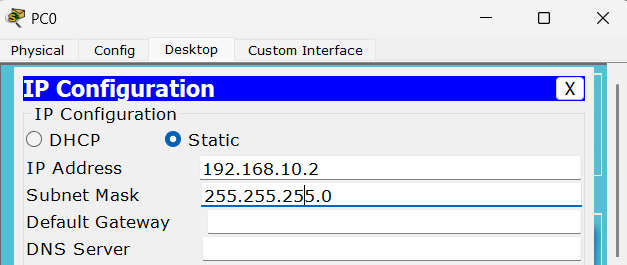 PC0
Physical Config Desktop Custom Interface
IP Configuration X
IP Configuration
DHCP Static
IP Address 192.168.10.2
Subnet Mask 255.255.255.0
Default Gateway
DNS Server